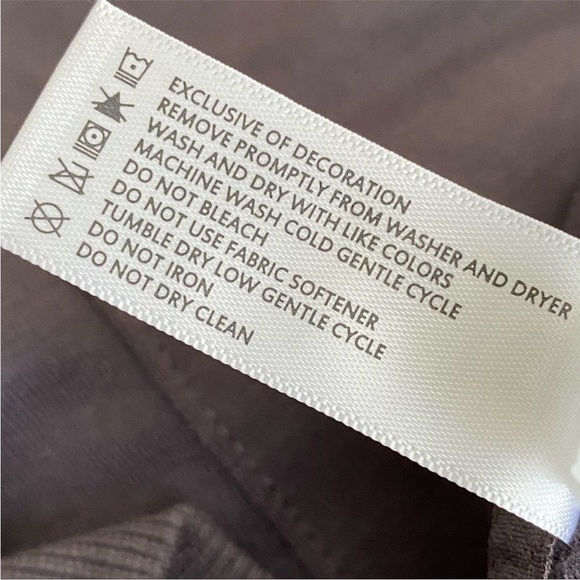 EXCLUSIVE OF DECORATION
REMOVE PROMPTLY FROM WASHER AND DRYER
WASH AND DRY WITH LIKE COLORS
MACHINE WASH COLD GENTLE CYCLE
DO NOT BLEACH
DO NOT USE FABRIC SOFTENER
TUMBLE DRY LOW GENTLE CYCLE
DO NOT IRON
DO NOT DRY CLEAN